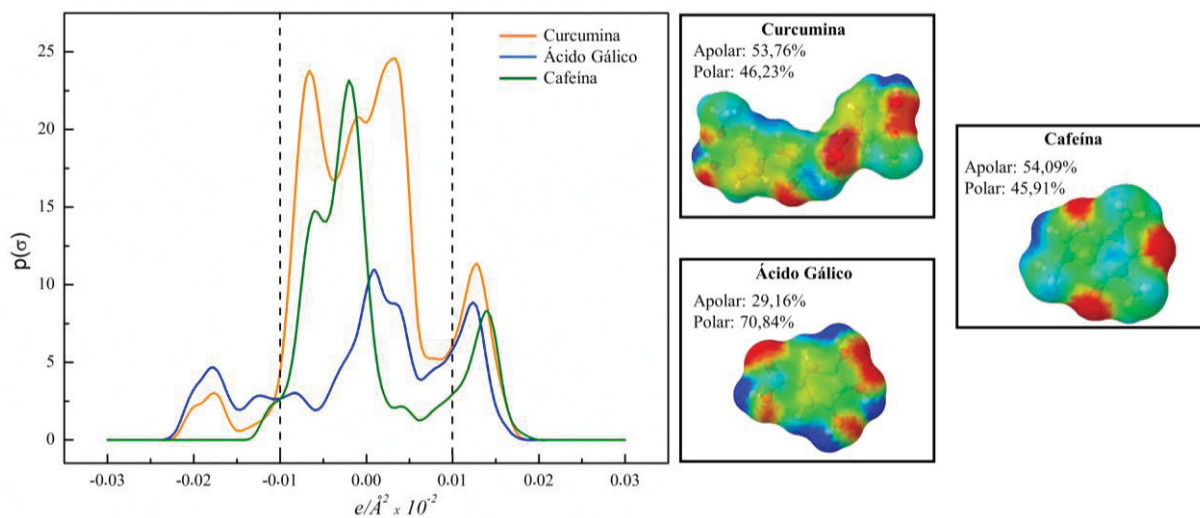 25
20
15
10
5
0
p(σ)
-0.03
-0.02
-0.01
0.00
0.01
0.02
0.03
e/Å² x 10⁻²
Curcumina
Ácido Gálico
Cafeína
Curcumina
Apolar: 53,76%
Polar: 46,23%
Cafeína
Apolar: 54,09%
Polar: 45,91%
Ácido Gálico
Apolar: 29,16%
Polar: 70,84%